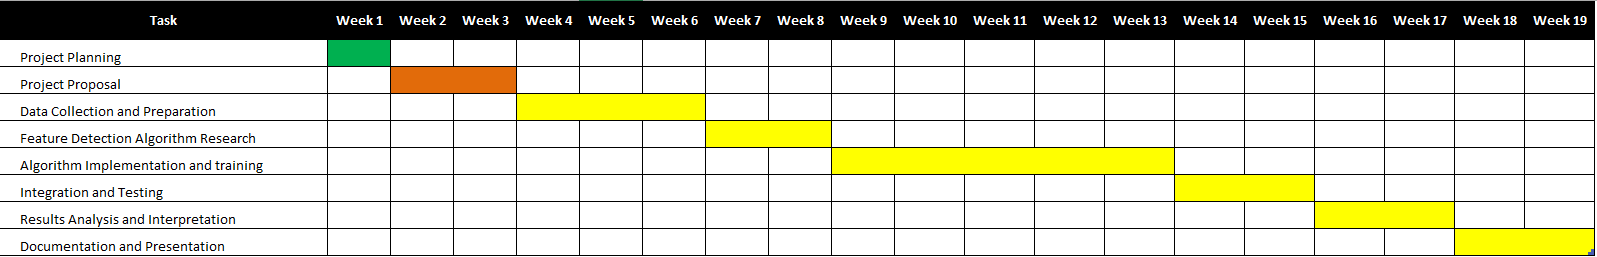 Task Week 1 Week 2 Week 3 Week 4 Week 5 Week 6 Week 7 Week 8 Week 9 Week 10 Week 11 Week 12 Week 13 Week 14 Week 15 Week 16 Week 17 Week 18 Week 19
Project Planning
Project Proposal
Data Collection and Preparation
Feature Detection Algorithm Research
Algorithm Implementation and training
Integration and Testing
Results Analysis and Interpretation
Documentation and Presentation